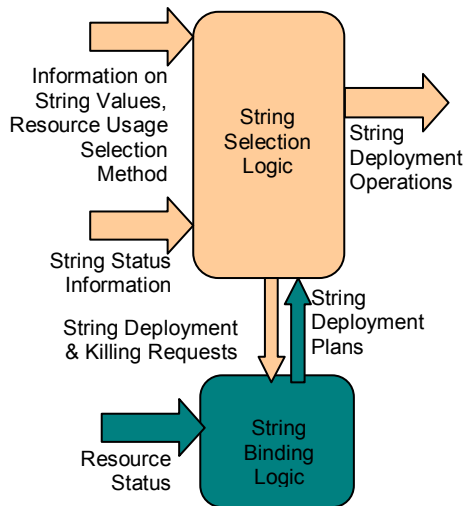 Information on
String Values,
Resource Usage
Selection
Method
String
Selection
Logic
String
Deployment
Operations
String Status
Information
String Deployment
& Killing Requests
String
Deployment
Plans
Resource
Status
String
Binding
Logic